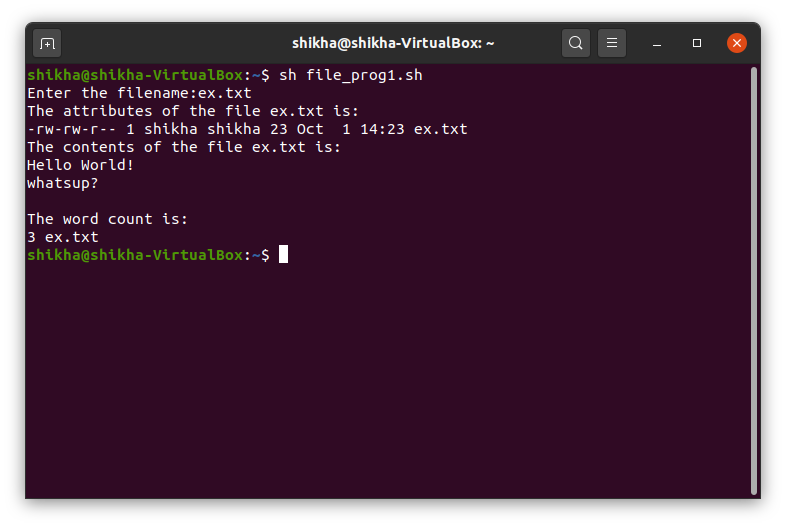 shikha@shikha-VirtualBox: ~
shikha@shikha-VirtualBox:~$ sh file_prog1.sh
Enter the filename:ex.txt
The attributes of the file ex.txt is:
-rw-rw-r-- 1 shikha shikha 23 Oct  1 14:23 ex.txt
The contents of the file ex.txt is:
Hello World!
whatsup?

The word count is:
3 ex.txt
shikha@shikha-VirtualBox:~$